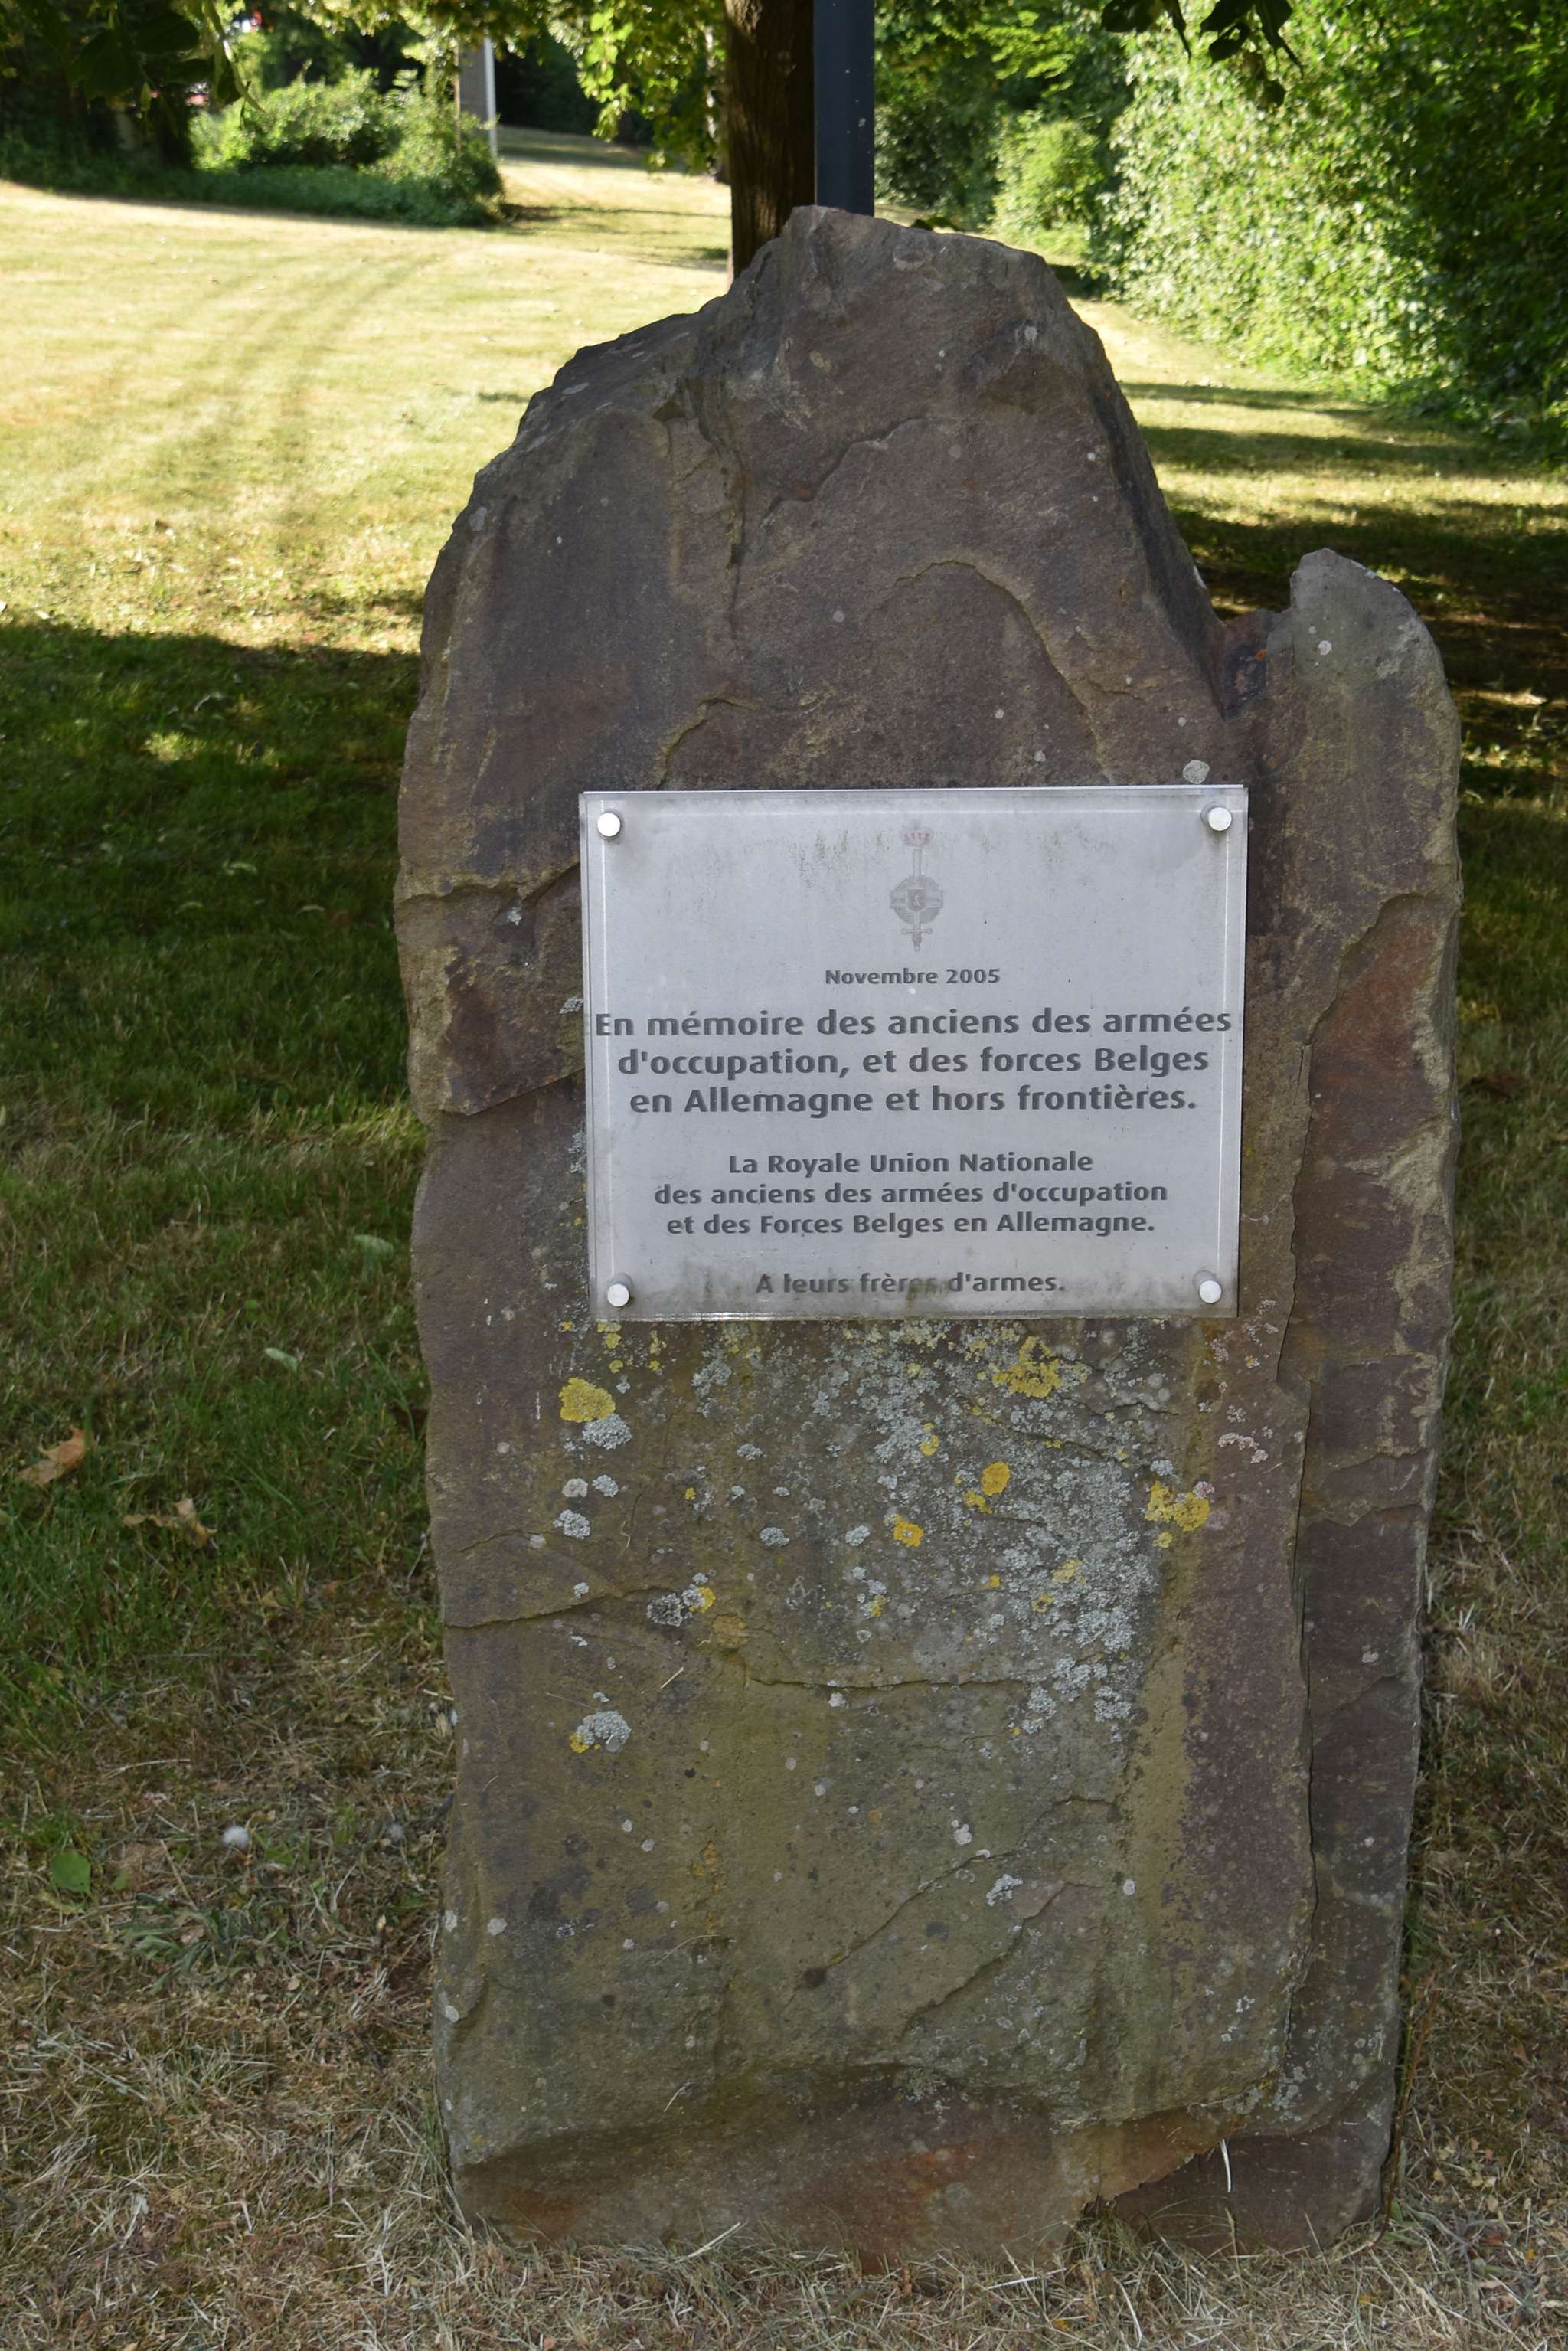 Novembre 2005
En mémoire des anciens des armées
d'occupation, et des forces Belges
en Allemagne et hors frontières.
La Royale Union Nationale
des anciens des armées d'occupation
et des Forces Belges en Allemagne.
A leurs frères d'armes.